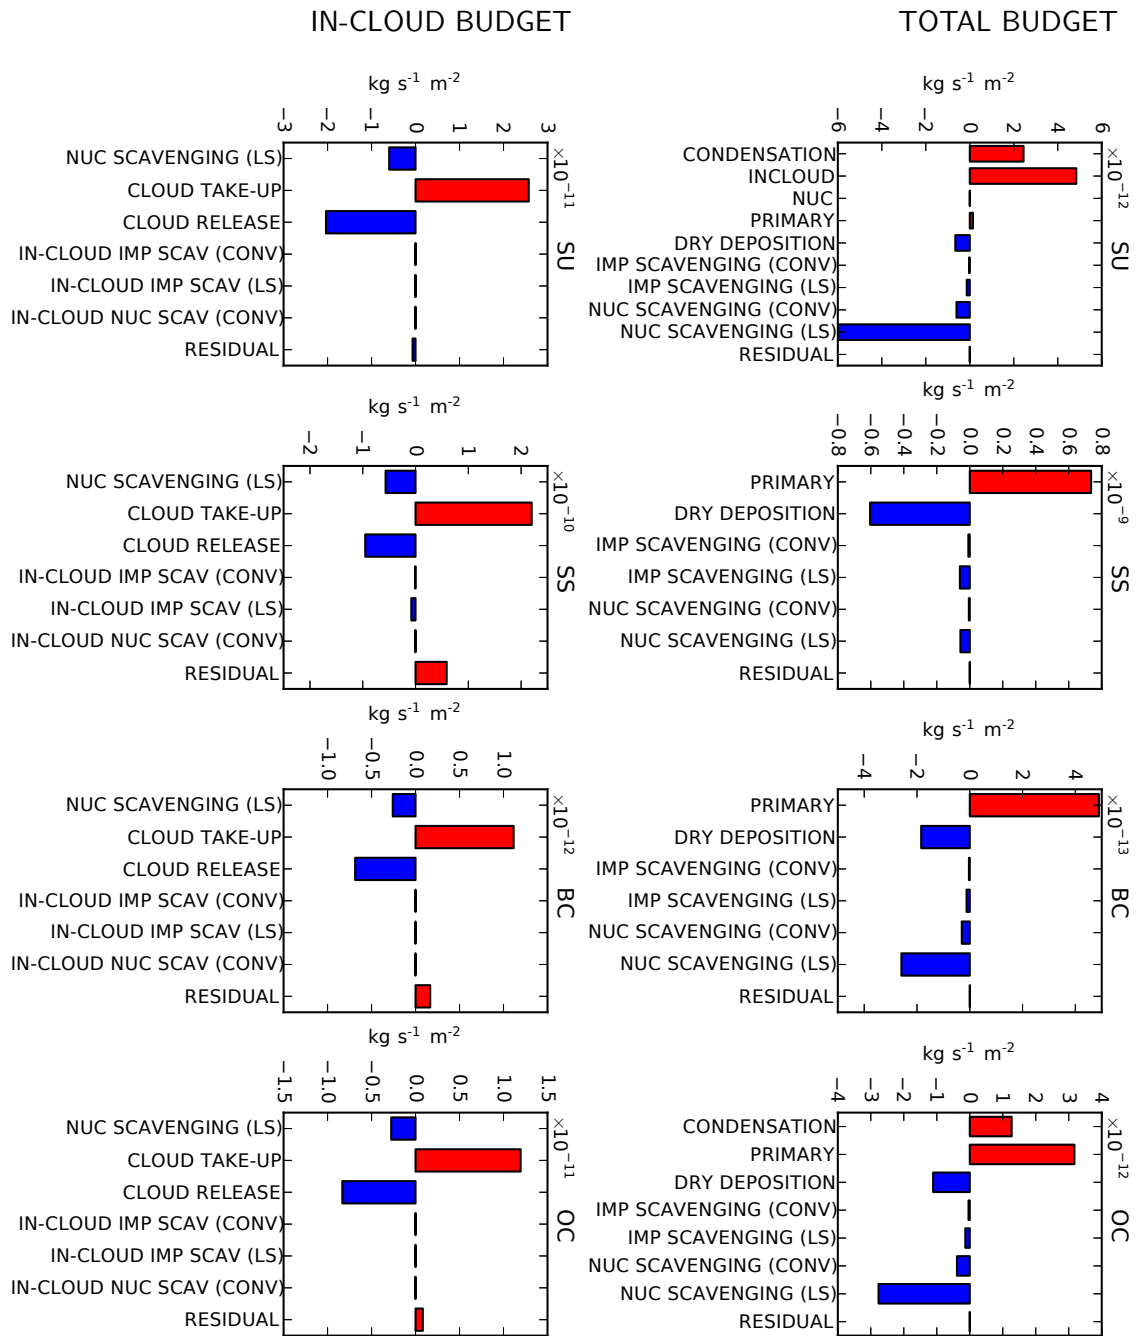 IN-CLOUD BUDGET
TOTAL BUDGET
kg s⁻¹ m⁻²
−3 −2 −1 0 1 2 3
×10⁻¹¹
SU
NUC SCAVENGING (LS)
CLOUD TAKE-UP
CLOUD RELEASE
IN-CLOUD IMP SCAV (CONV)
IN-CLOUD IMP SCAV (LS)
IN-CLOUD NUC SCAV (CONV)
RESIDUAL
kg s⁻¹ m⁻²
−6 −4 −2 0 2 4 6
×10⁻¹²
SU
CONDENSATION
INCLOUD
NUC
PRIMARY
DRY DEPOSITION
IMP SCAVENGING (CONV)
IMP SCAVENGING (LS)
NUC SCAVENGING (CONV)
NUC SCAVENGING (LS)
RESIDUAL
kg s⁻¹ m⁻²
−2 −1 0 1 2
×10⁻¹⁰
SS
NUC SCAVENGING (LS)
CLOUD TAKE-UP
CLOUD RELEASE
IN-CLOUD IMP SCAV (CONV)
IN-CLOUD IMP SCAV (LS)
IN-CLOUD NUC SCAV (CONV)
RESIDUAL
kg s⁻¹ m⁻²
−0.8 −0.6 −0.4 −0.2 0.0 0.2 0.4 0.6 0.8
×10⁻⁹
SS
PRIMARY
DRY DEPOSITION
IMP SCAVENGING (CONV)
IMP SCAVENGING (LS)
NUC SCAVENGING (CONV)
NUC SCAVENGING (LS)
RESIDUAL
kg s⁻¹ m⁻²
−1.0 −0.5 0.0 0.5 1.0
×10⁻¹²
BC
NUC SCAVENGING (LS)
CLOUD TAKE-UP
CLOUD RELEASE
IN-CLOUD IMP SCAV (CONV)
IN-CLOUD IMP SCAV (LS)
IN-CLOUD NUC SCAV (CONV)
RESIDUAL
kg s⁻¹ m⁻²
−4 −2 0 2 4
×10⁻¹³
BC
PRIMARY
DRY DEPOSITION
IMP SCAVENGING (CONV)
IMP SCAVENGING (LS)
NUC SCAVENGING (CONV)
NUC SCAVENGING (LS)
RESIDUAL
kg s⁻¹ m⁻²
−1.5 −1.0 −0.5 0.0 0.5 1.0 1.5
×10⁻¹¹
OC
NUC SCAVENGING (LS)
CLOUD TAKE-UP
CLOUD RELEASE
IN-CLOUD IMP SCAV (CONV)
IN-CLOUD IMP SCAV (LS)
IN-CLOUD NUC SCAV (CONV)
RESIDUAL
kg s⁻¹ m⁻²
−4 −3 −2 −1 0 1 2 3 4
×10⁻¹²
OC
CONDENSATION
PRIMARY
DRY DEPOSITION
IMP SCAVENGING (CONV)
IMP SCAVENGING (LS)
NUC SCAVENGING (CONV)
NUC SCAVENGING (LS)
RESIDUAL